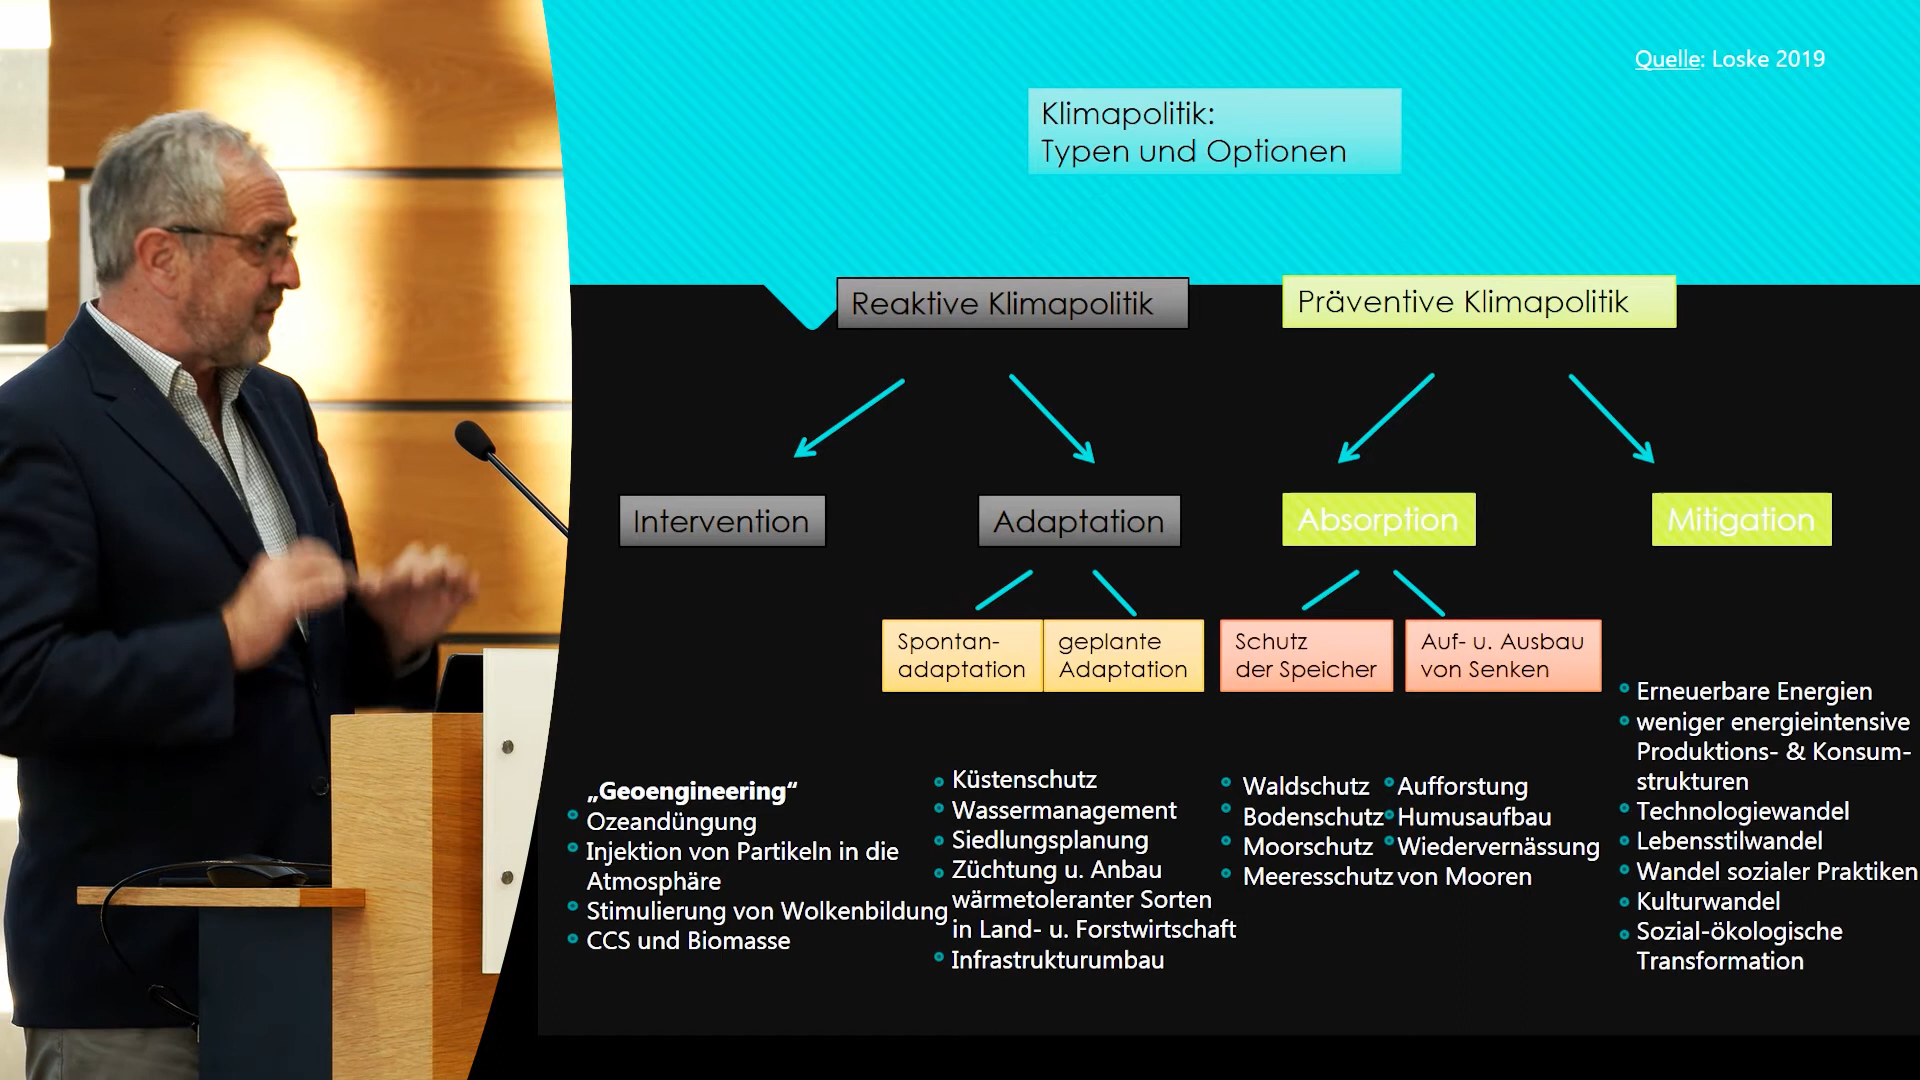 Quelle: Loske 2019
Klimapolitik:
Typen und Optionen
Reaktive Klimapolitik
Präventive Klimapolitik
Intervention
Adaptation
Absorption
Mitigation
Spontan-
adaptation
geplante
Adaptation
Schutz
der Speicher
Auf- u. Ausbau
von Senken
„Geoengineering“
Ozeandüngung
Injektion von Partikeln in die
Atmosphäre
Stimulierung von Wolkenbildung
CCS und Biomasse
Küstenschutz
Wassermanagement
Siedlungsplanung
Züchtung u. Anbau
wärmetoleranter Sorten
in Land- u. Forstwirtschaft
Infrastrukturumbau
Waldschutz
Bodenschutz
Moorschutz
Meeresschutz
Aufforstung
Humusaufbau
Wiedervernässung
von Mooren
Erneuerbare Energien
weniger energieintensive
Produktions- & Konsum-
strukturen
Technologiewandel
Lebensstilwandel
Wandel sozialer Praktiken
Kulturwandel
Sozial-ökologische
Transformation